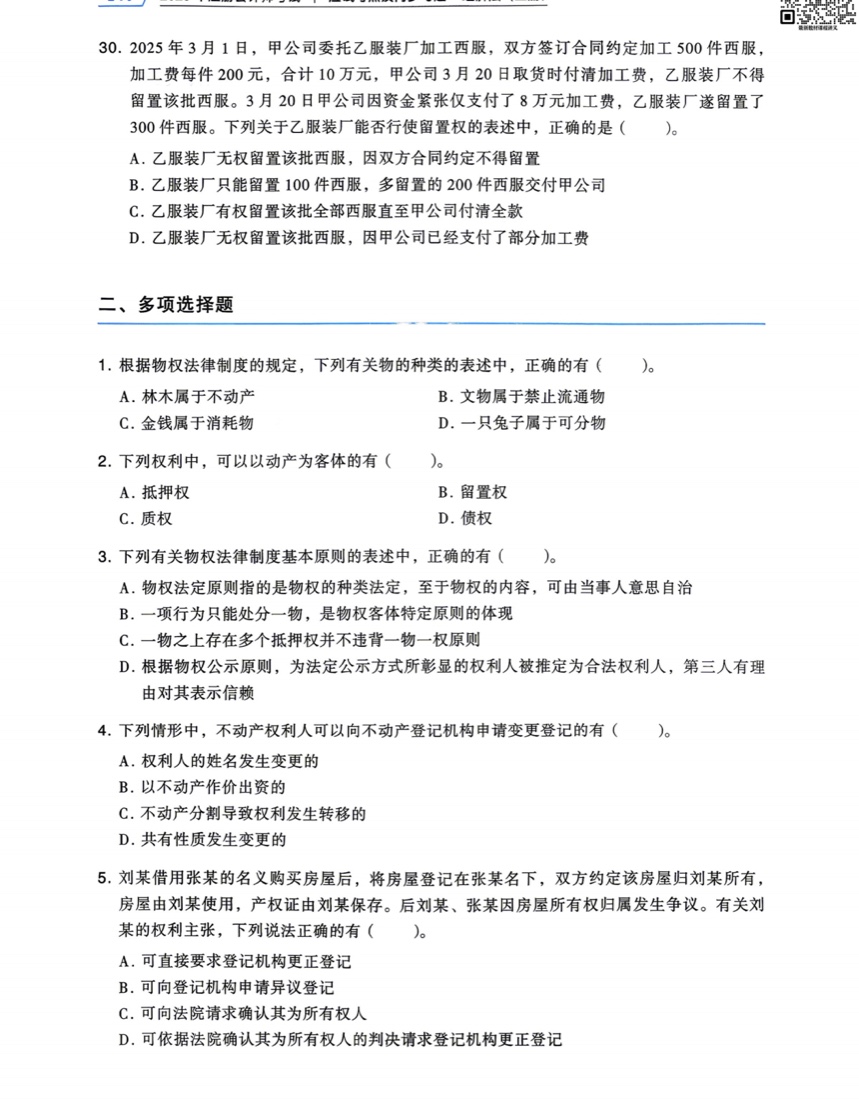 30. 2025 年 3 月 1 日，甲公司委托乙服装厂加工西服，双方签订合同约定加工 500 件西服，
加工费每件 200 元，合计 10 万元，甲公司 3 月 20 日取货时付清加工费，乙服装厂不得
留置该批西服。3 月 20 日甲公司因资金紧张仅支付了 8 万元加工费，乙服装厂遂留置了
300 件西服。下列关于乙服装厂能否行使留置权的表述中，正确的是（　　）。
A. 乙服装厂无权留置该批西服，因双方合同约定不得留置
B. 乙服装厂只能留置 100 件西服，多留置的 200 件西服交付甲公司
C. 乙服装厂有权留置该批全部西服直至甲公司付清全款
D. 乙服装厂无权留置该批西服，因甲公司已经支付了部分加工费
二、多项选择题
1. 根据物权法律制度的规定，下列有关物的种类的表述中，正确的有（　　）。
A. 林木属于不动产　　B. 文物属于禁止流通物
C. 金钱属于消耗物　　D. 一只兔子属于可分物
2. 下列权利中，可以以动产为客体的有（　　）。
A. 抵押权　　B. 留置权
C. 质权　　D. 债权
3. 下列有关物权法律制度基本原则的表述中，正确的有（　　）。
A. 物权法定原则指的是物权的种类法定，至于物权的内容，可由当事人意思自治
B. 一项行为只能处分一物，是物权客体特定原则的体现
C. 一物之上存在多个抵押权并不违背一物一权原则
D. 根据物权公示原则，为法定公示方式所彰显的权利人被推定为合法权利人，第三人有理
由对其表示信赖
4. 下列情形中，不动产权利人可以向不动产登记机构申请变更登记的有（　　）。
A. 权利人的姓名发生变更的
B. 以不动产作价出资的
C. 不动产分割导致权利发生转移的
D. 共有性质发生变更的
5. 刘某借用张某的名义购买房屋后，将房屋登记在张某名下，双方约定该房屋归刘某所有，
房屋由刘某使用，产权证由刘某保存。后刘某、张某因房屋所有权归属发生争议。有关刘
某的权利主张，下列说法正确的有（　　）。
A. 可直接要求登记机构更正登记
B. 可向登记机构申请异议登记
C. 可向法院请求确认其为所有权人
D. 可依据法院确认其为所有权人的判决请求登记机构更正登记